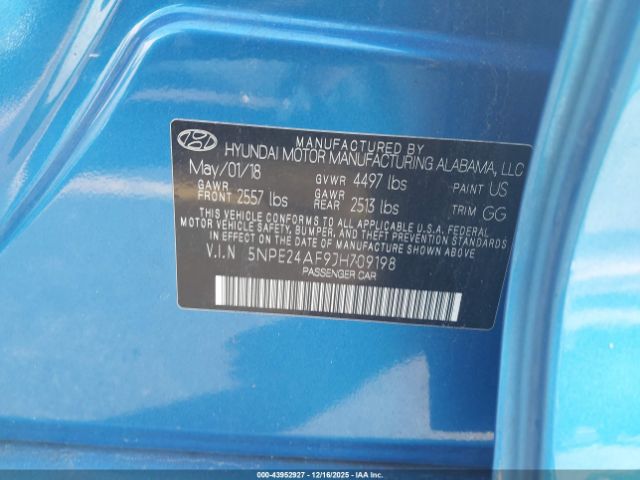 MANUFACTURED BY
HYUNDAI MOTOR MANUFACTURING ALABAMA, LLC
May/01/18 GVWR 4497 lbs PAINT US
GAWR FRONT 2557 lbs GAWR REAR 2513 lbs TRIM GG
THIS VEHICLE CONFORMS TO ALL APPLICABLE U.S.A. FEDERAL
MOTOR VEHICLE SAFETY, BUMPER, AND THEFT PREVENTION STANDARDS
IN EFFECT ON THE DATE OF MANUFACTURE SHOWN ABOVE.
V.I.N 5NPE24AF9JH709198
PASSENGER CAR
000-43952927 - 12/16/2025 - IAAI.COM